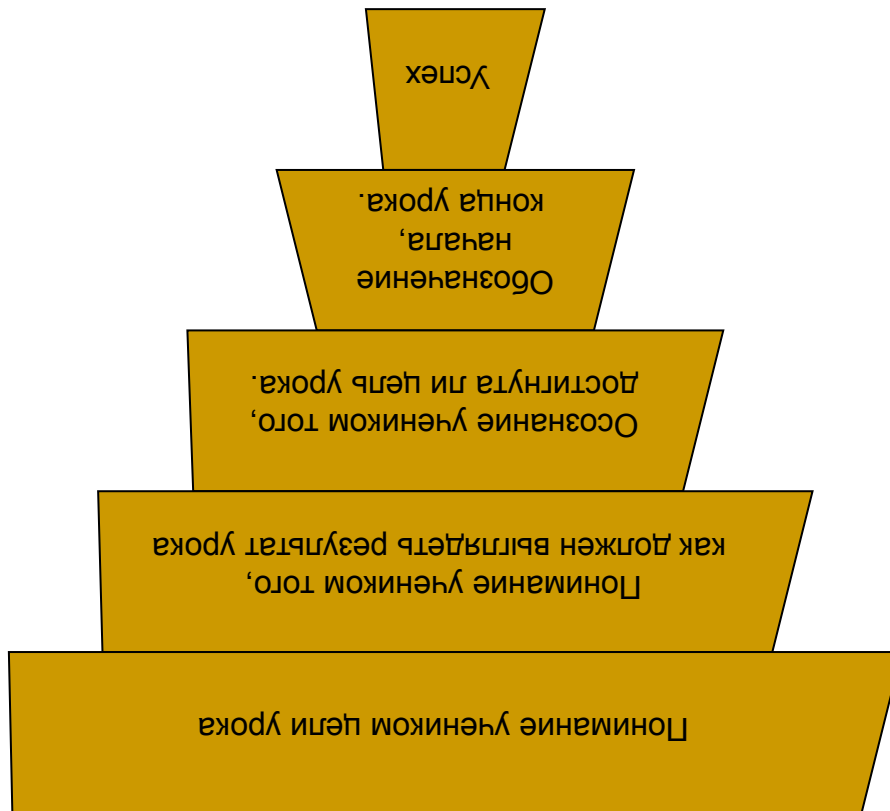 Понимание учеником цели урока
Понимание учеником того,
как должен выглядеть результат урока
Осознание учеником того,
достигнута ли цель урока.
Обозначение
начала,
конца урока.
Успех